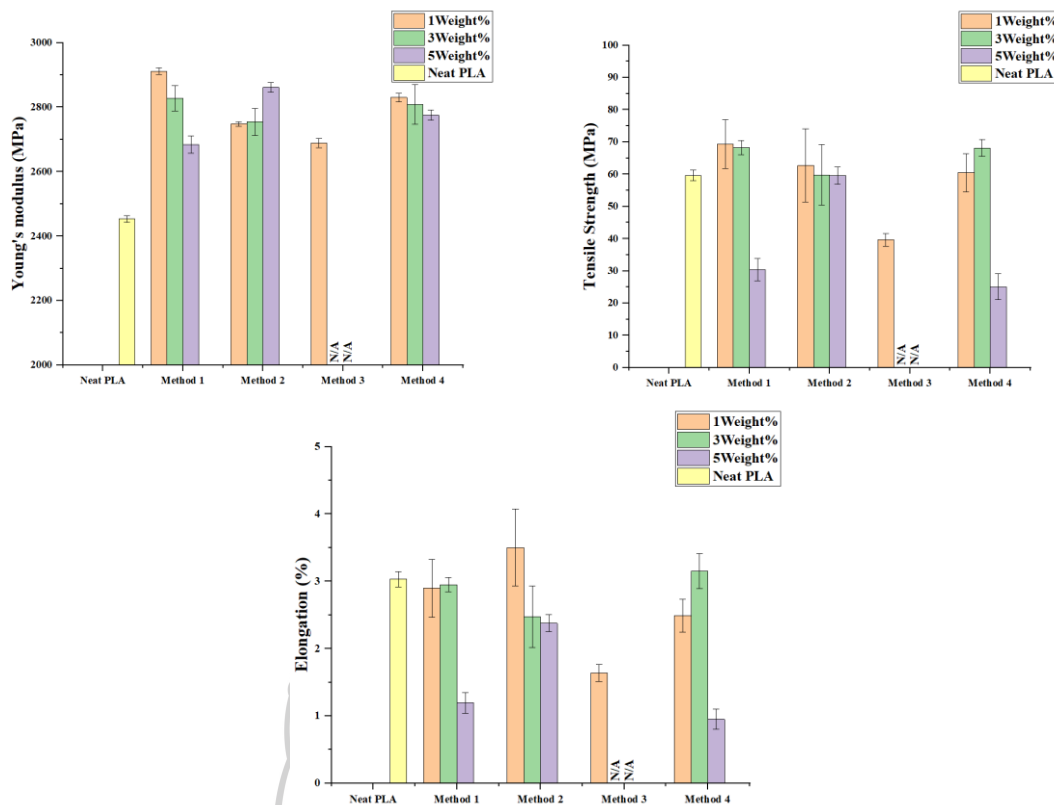 1Weight%
3Weight%
5Weight%
Neat PLA
3000
2800
2600
2400
2200
2000
Young's modulus (MPa)
N/A
N/A
Neat PLA Method 1 Method 2 Method 3 Method 4
1Weight%
3Weight%
5Weight%
Neat PLA
100
90
80
70
60
50
40
30
20
10
0
Tensile Strength (MPa)
N/A
N/A
Neat PLA Method 1 Method 2 Method 3 Method 4
1Weight%
3Weight%
5Weight%
Neat PLA
5
4
3
2
1
0
Elongation (%)
N/A
N/A
Neat PLA Method 1 Method 2 Method 3 Method 4